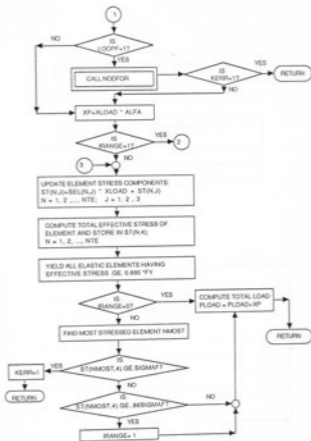 1
IS
LOOPF=1?
NO
YES
CALL NODFOR
IS
KERR=1?
YES
RETURN
NO
XP=XLOAD * ALFA
IS
IRANGE=1?
YES
2
NO
3
UPDATE ELEMENT STRESS COMPONENTS:
ST(N,J)=SEL(N,J) * XLOAD + ST(N,J)
N = 1, 2 ,..., NTE; J = 1, 2 , 3
COMPUTE TOTAL EFFECTIVE STRESS OF
ELEMENT AND STORE IN ST(N,4);
N = 1, 2, ..., NTE
YIELD ALL ELASTIC ELEMENTS HAVING
EFFECTIVE STRESS .GE. 0.995 *FY
IS
IRANGE=0?
YES
COMPUTE TOTAL LOAD
PLOAD = PLOAD+XP
NO
RETURN
FIND MOST STRESSED ELEMENT NMOST
IS
ST(NMOST,4).GE.SIGMAF?
YES
KERR=1
RETURN
NO
IS
ST(NMOST,4).GE.
NO
YES
IRANGE= 1